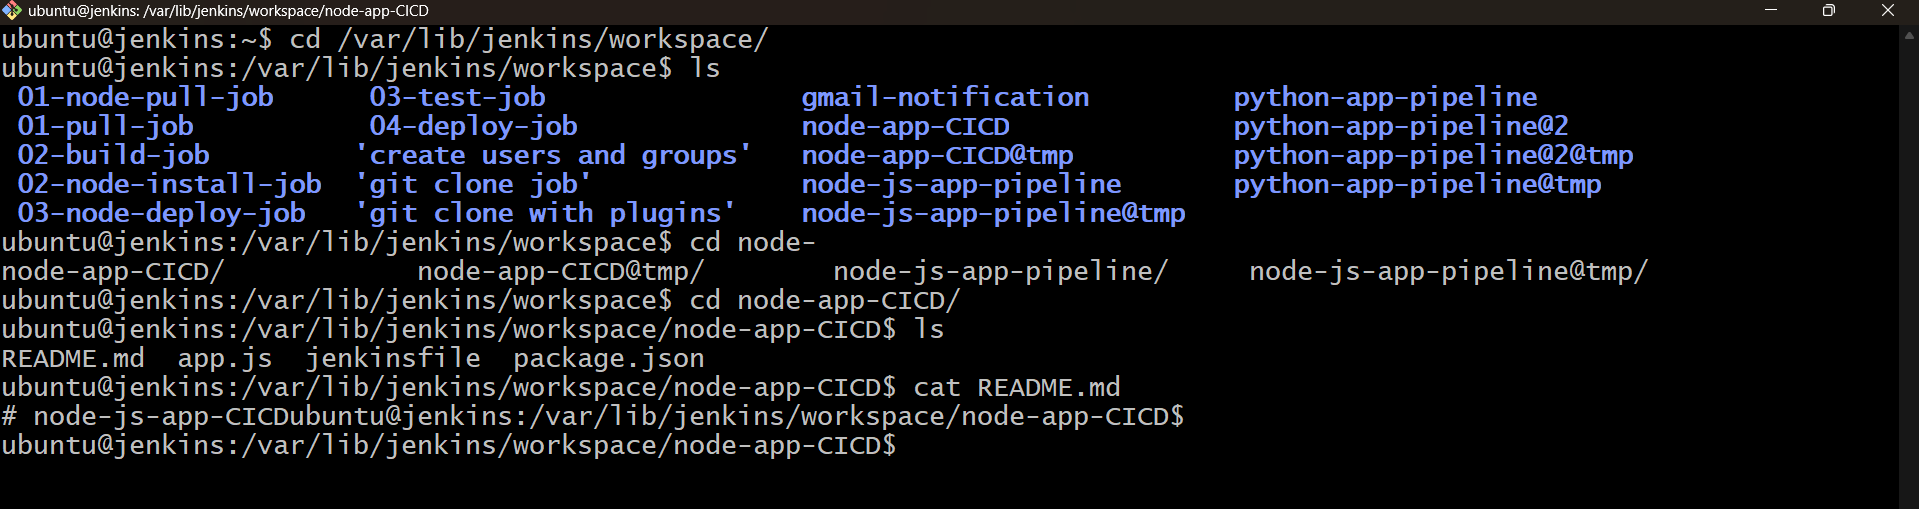 ubuntu@jenkins: /var/lib/jenkins/workspace/node-app-CICD
ubuntu@jenkins:~$ cd /var/lib/jenkins/workspace/
ubuntu@jenkins:/var/lib/jenkins/workspace$ ls
01-node-pull-job 03-test-job gmail-notification python-app-pipeline
01-pull-job 04-deploy-job node-app-CICD python-app-pipeline@2
02-build-job 'create users and groups' node-app-CICD@tmp python-app-pipeline@2@tmp
02-node-install-job 'git clone job' node-js-app-pipeline python-app-pipeline@tmp
03-node-deploy-job 'git clone with plugins' node-js-app-pipeline@tmp
ubuntu@jenkins:/var/lib/jenkins/workspace$ cd node-
node-app-CICD/ node-app-CICD@tmp/ node-js-app-pipeline/ node-js-app-pipeline@tmp/
ubuntu@jenkins:/var/lib/jenkins/workspace$ cd node-app-CICD/
ubuntu@jenkins:/var/lib/jenkins/workspace/node-app-CICD$ ls
README.md app.js jenkinsfile package.json
ubuntu@jenkins:/var/lib/jenkins/workspace/node-app-CICD$ cat README.md
# node-js-app-CICDubuntu@jenkins:/var/lib/jenkins/workspace/node-app-CICD$
ubuntu@jenkins:/var/lib/jenkins/workspace/node-app-CICD$